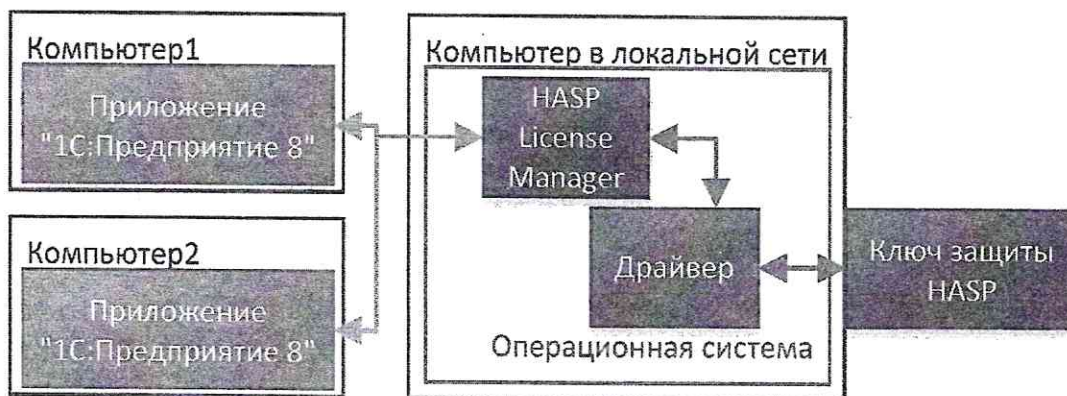 Компьютер1
Приложение
"1С:Предприятие 8"
Компьютер2
Приложение
"1С:Предприятие 8"
Компьютер в локальной сети
HASP
License
Manager
Драйвер
Операционная система
Ключ защиты
HASP